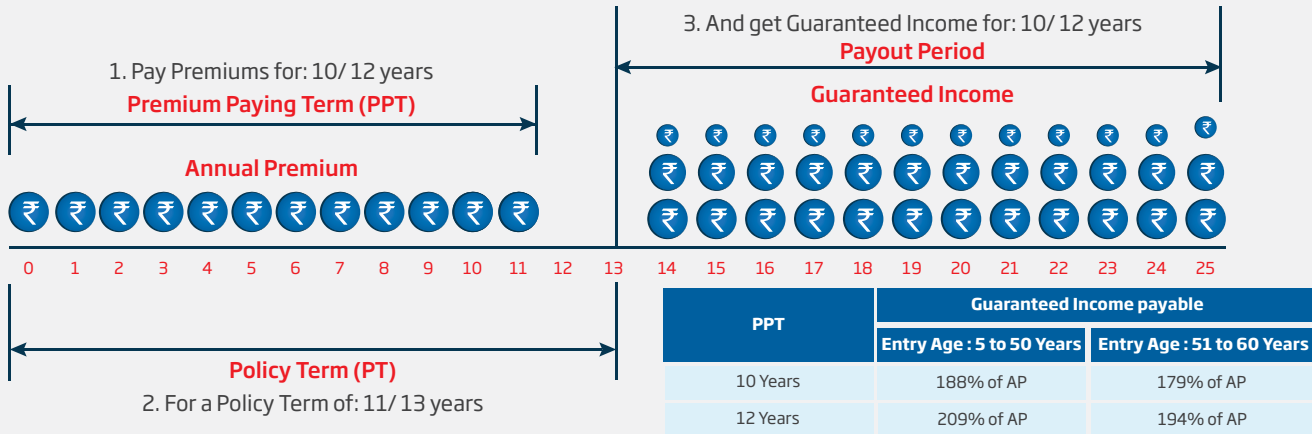 3. And get Guaranteed Income for: 10/ 12 years
Payout Period
1. Pay Premiums for: 10/ 12 years
Premium Paying Term (PPT)
Guaranteed Income
Annual Premium
₹ ₹ ₹ ₹ ₹ ₹ ₹ ₹ ₹ ₹ ₹ ₹
₹ ₹ ₹ ₹ ₹ ₹ ₹ ₹ ₹ ₹ ₹ ₹
₹ ₹ ₹ ₹ ₹ ₹ ₹ ₹ ₹ ₹ ₹ ₹ ₹ ₹ ₹ ₹ ₹ ₹ ₹ ₹ ₹ ₹ ₹ ₹
0 1 2 3 4 5 6 7 8 9 10 11 12 13 14 15 16 17 18 19 20 21 22 23 24 25
Policy Term (PT)
2. For a Policy Term of: 11/ 13 years
PPT Guaranteed Income payable
Entry Age : 5 to 50 Years Entry Age : 51 to 60 Years
10 Years 188% of AP 179% of AP
12 Years 209% of AP 194% of AP